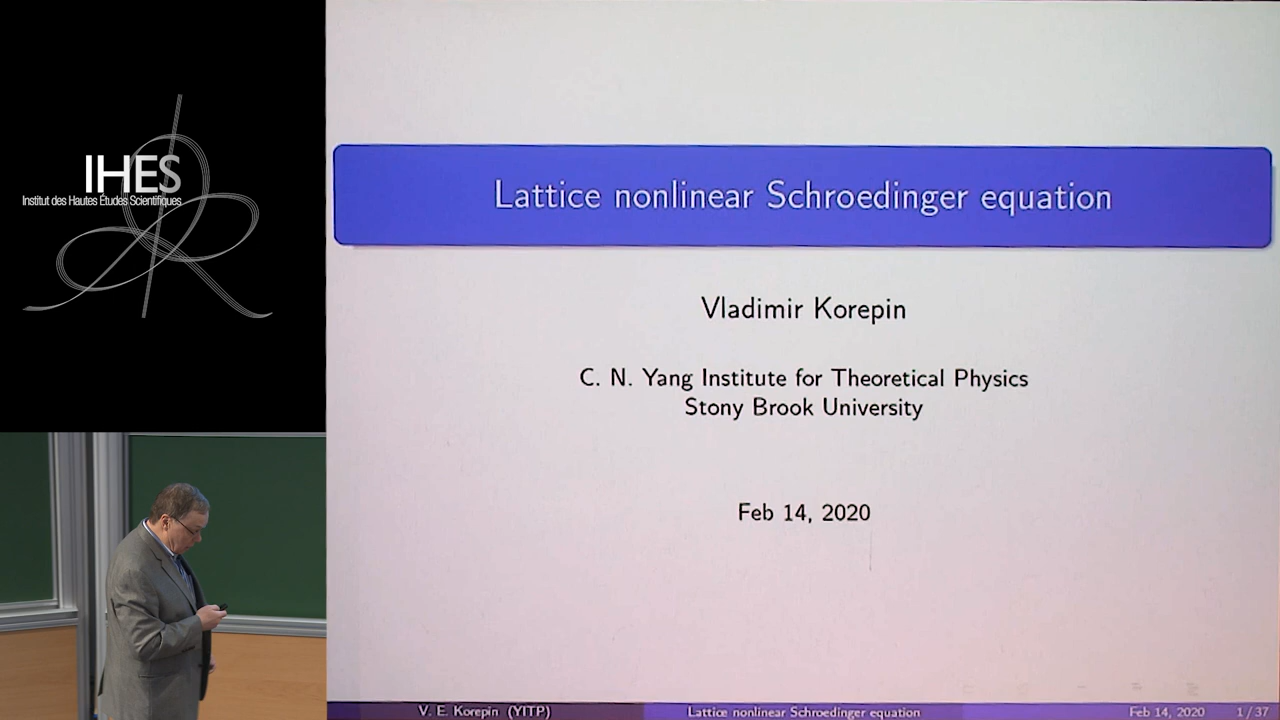 IHES
Institut des Hautes Études Scientifiques
Lattice nonlinear Schroedinger equation
Vladimir Korepin
C. N. Yang Institute for Theoretical Physics
Stony Brook University
Feb 14, 2020
V. E. Korepin (YITP)
Lattice nonlinear Schroedinger equation
Feb 14, 2020
1 / 37